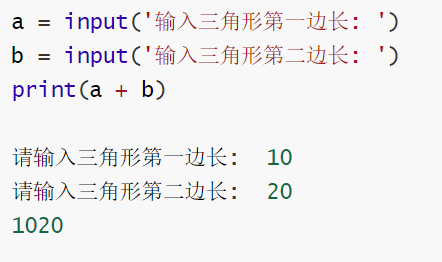 a = input('输入三角形第一边长: ')
b = input('输入三角形第二边长: ')
print(a + b)
请输入三角形第一边长: 10
请输入三角形第二边长: 20
1020